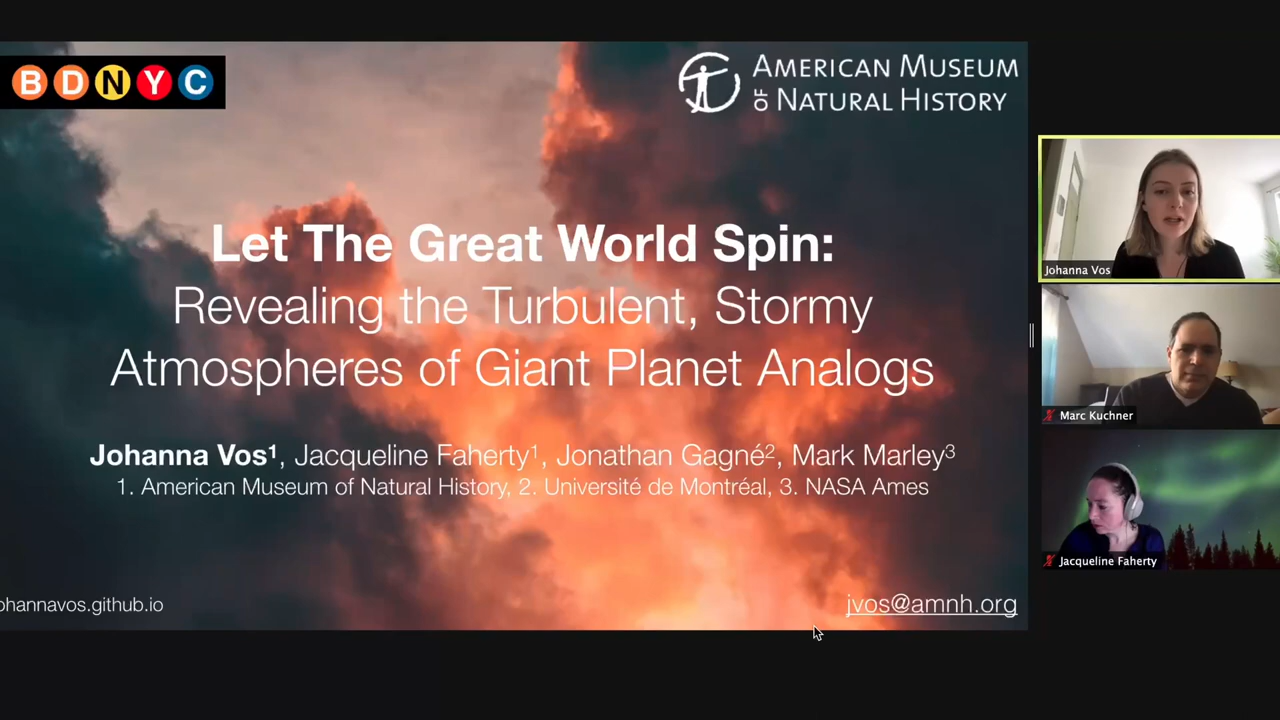 BDNYC
AMERICAN MUSEUM
OF NATURAL HISTORY
Let The Great World Spin:
Revealing the Turbulent, Stormy
Atmospheres of Giant Planet Analogs
Johanna Vos¹, Jacqueline Faherty¹, Jonathan Gagné², Mark Marley³
1. American Museum of Natural History, 2. Université de Montréal, 3. NASA Ames
ohannavos.github.io
jvos@amnh.org
Johanna Vos
Marc Kuchner
Jacqueline Faherty